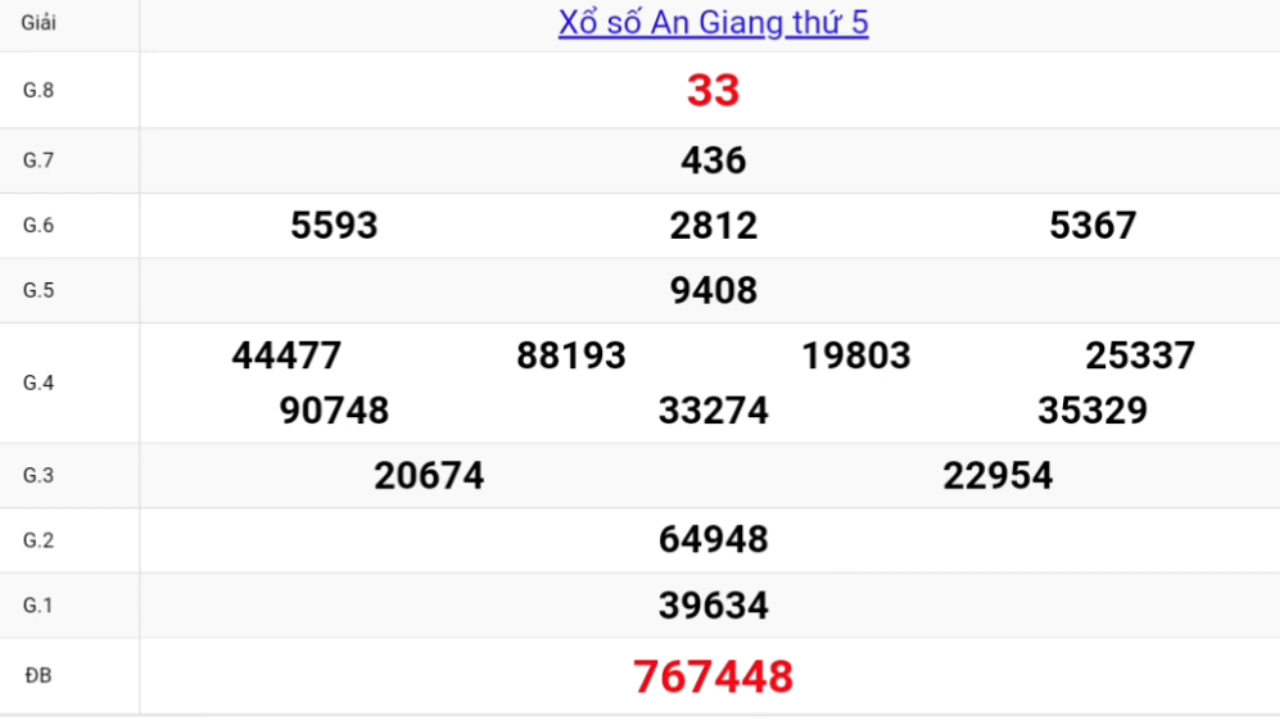 Giải Xổ số An Giang thứ 5
G.8 33
G.7 436
G.6 5593 2812 5367
G.5 9408
G.4 44477 88193 19803 25337
90748 33274 35329
G.3 20674 22954
G.2 64948
G.1 39634
ĐB 767448